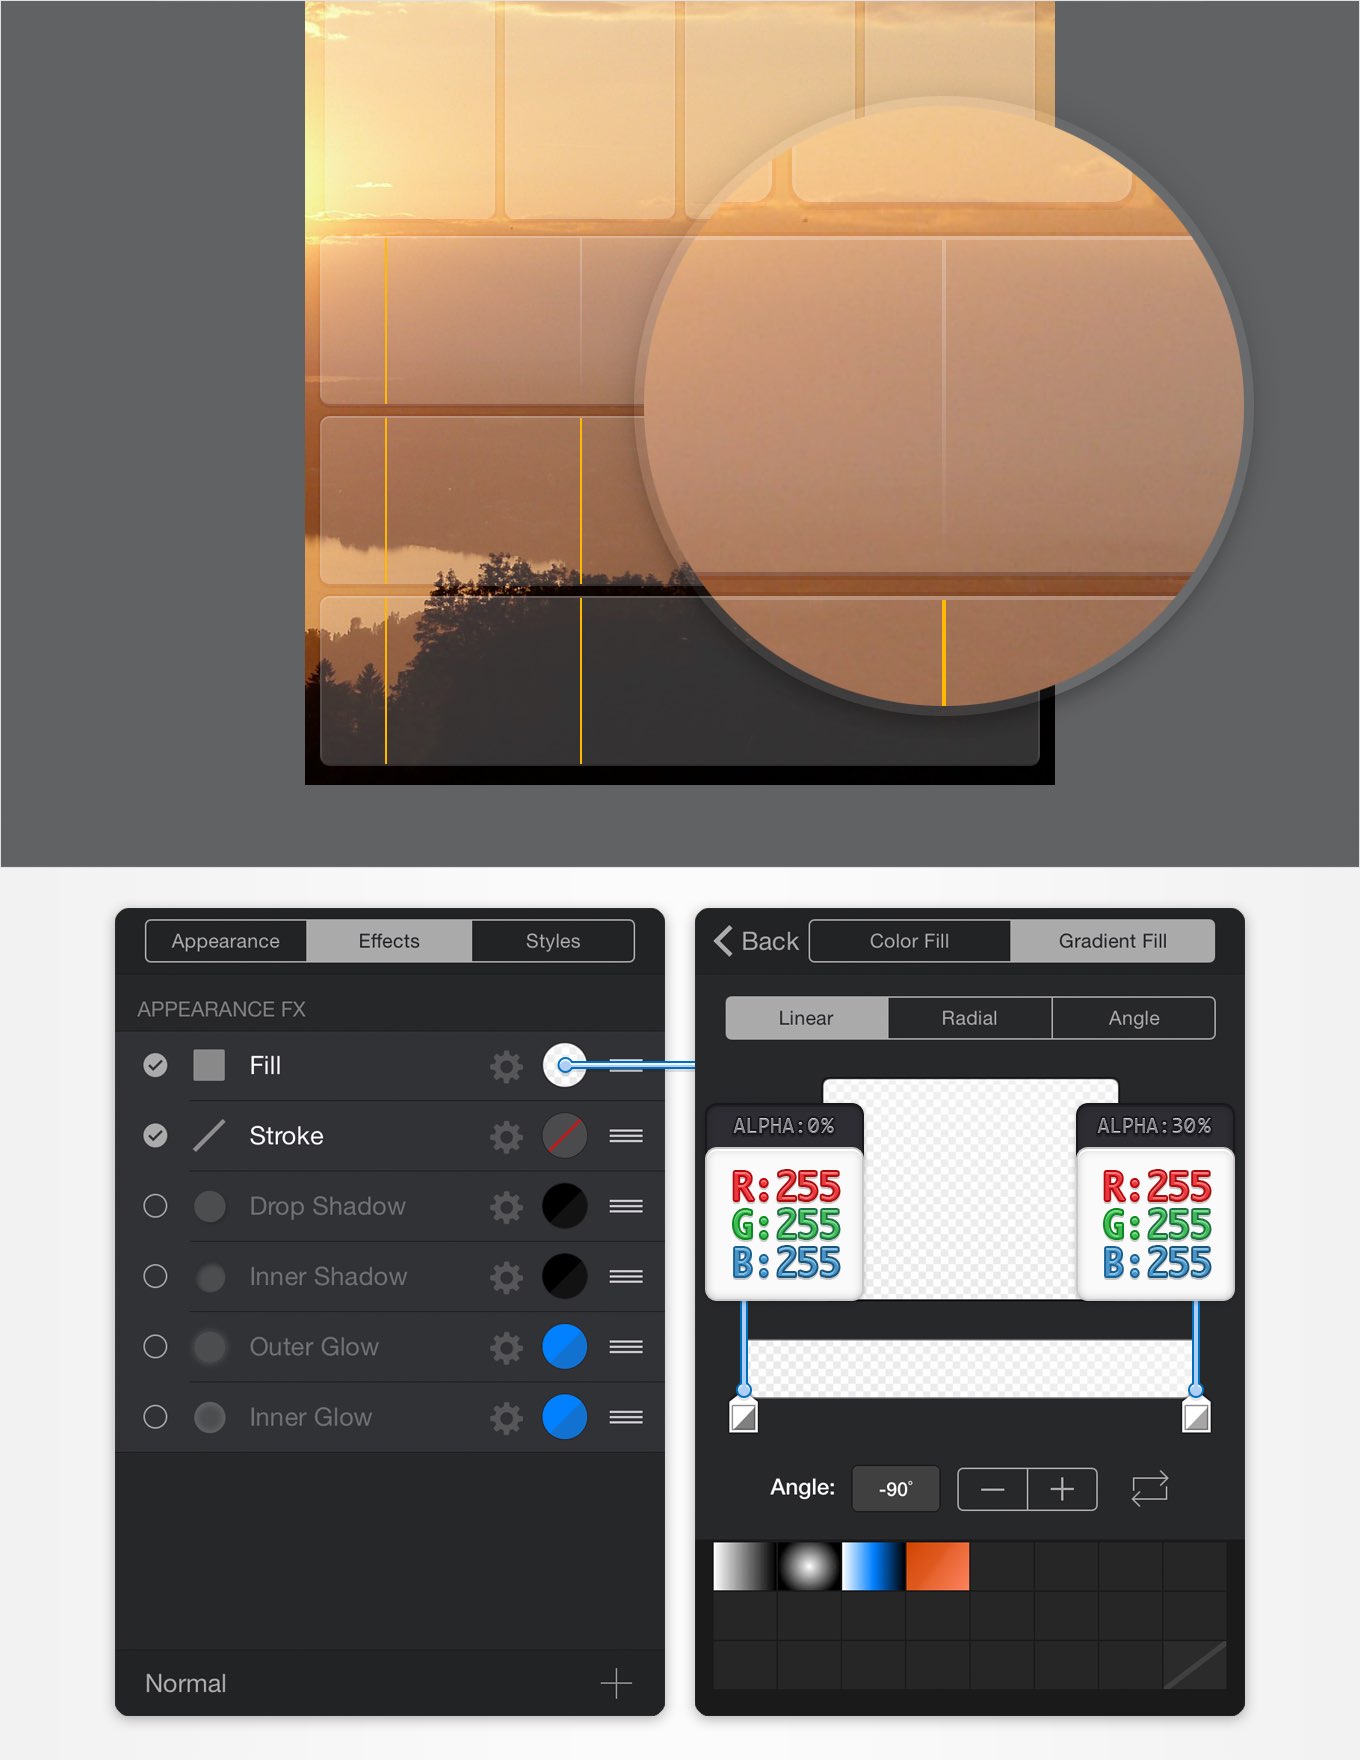 Appearance
Effects
Styles
APPEARANCE FX
Fill
Stroke
Drop Shadow
Inner Shadow
Outer Glow
Inner Glow
Normal
Back
Color Fill
Gradient Fill
Linear
Radial
Angle
ALPHA:0%
R:255
G:255
B:255
ALPHA:30%
R:255
G:255
B:255
Angle: -90°